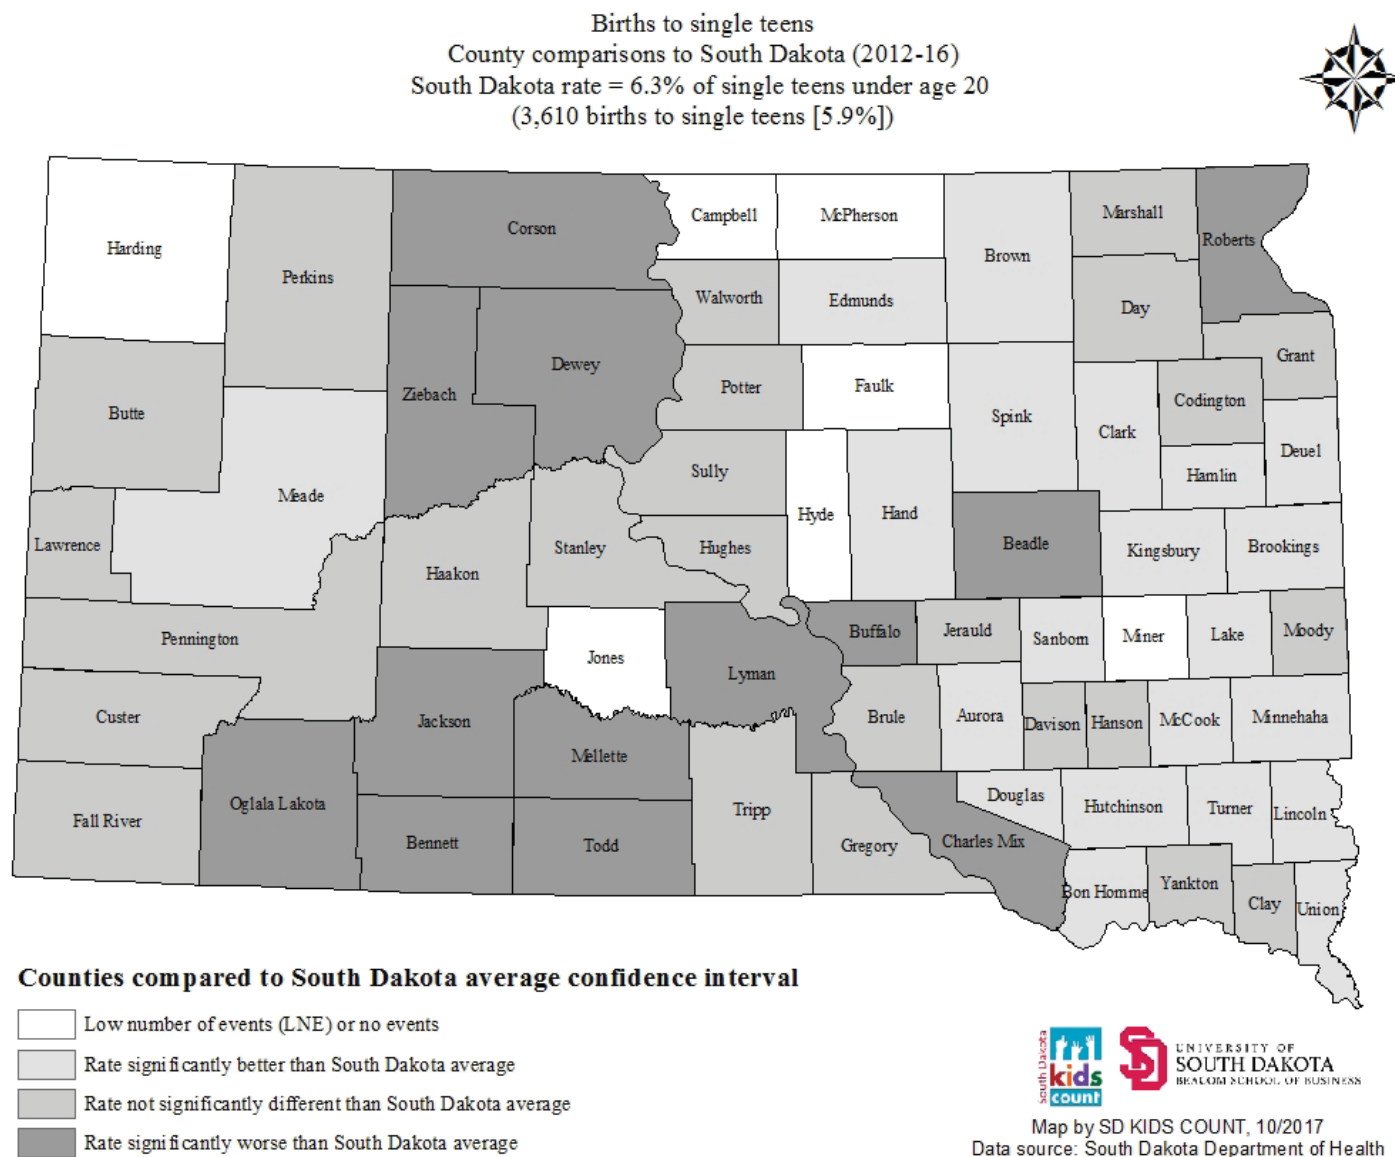 Births to single teens
County comparisons to South Dakota (2012-16)
South Dakota rate = 6.3% of single teens under age 20
(3,610 births to single teens [5.9%])
Harding
Perkins
Corson
Campbell
McPherson
Brown
Marshall
Roberts
Walworth
Edmunds
Day
Butte
Ziebach
Dewey
Potter
Faulk
Spink
Clark
Codington
Grant
Meade
Sully
Hyde
Hand
Hamlin
Deuel
Lawrence
Haakon
Stanley
Hughes
Beadle
Kingsbury
Brookings
Pennington
Jones
Lyman
Buffalo
Jerauld
Sanborn
Miner
Lake
Moody
Custer
Jackson
Mellette
Brule
Aurora
Davison
Hanson
McCook
Minnehaha
Fall River
Oglala Lakota
Bennett
Todd
Tripp
Gregory
Charles Mix
Douglas
Hutchinson
Turner
Lincoln
Bon Homme
Yankton
Clay
Union
Counties compared to South Dakota average confidence interval
Low number of events (LNE) or no events
Rate significantly better than South Dakota average
Rate not significantly different than South Dakota average
Rate significantly worse than South Dakota average
South Dakota
kids
count
UNIVERSITY OF
SOUTH DAKOTA
BEACOM SCHOOL OF BUSINESS
Map by SD KIDS COUNT, 10/2017
Data source: South Dakota Department of Health